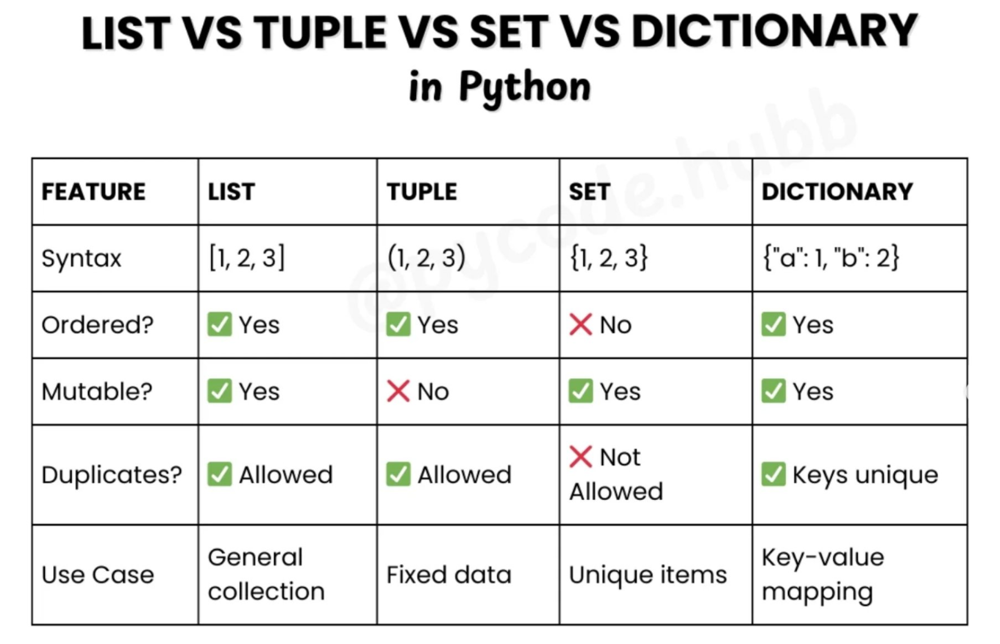 LIST VS TUPLE VS SET VS DICTIONARY
in Python
@pycode.hubb
FEATURE LIST TUPLE SET DICTIONARY
Syntax [1, 2, 3] (1, 2, 3) {1, 2, 3} {"a": 1, "b": 2}
Ordered? ✅ Yes ✅ Yes ❌ No ✅ Yes
Mutable? ✅ Yes ❌ No ✅ Yes ✅ Yes
Duplicates? ✅ Allowed ✅ Allowed ❌ Not
Allowed ✅ Keys unique
Use Case General
collection Fixed data Unique items Key-value
mapping